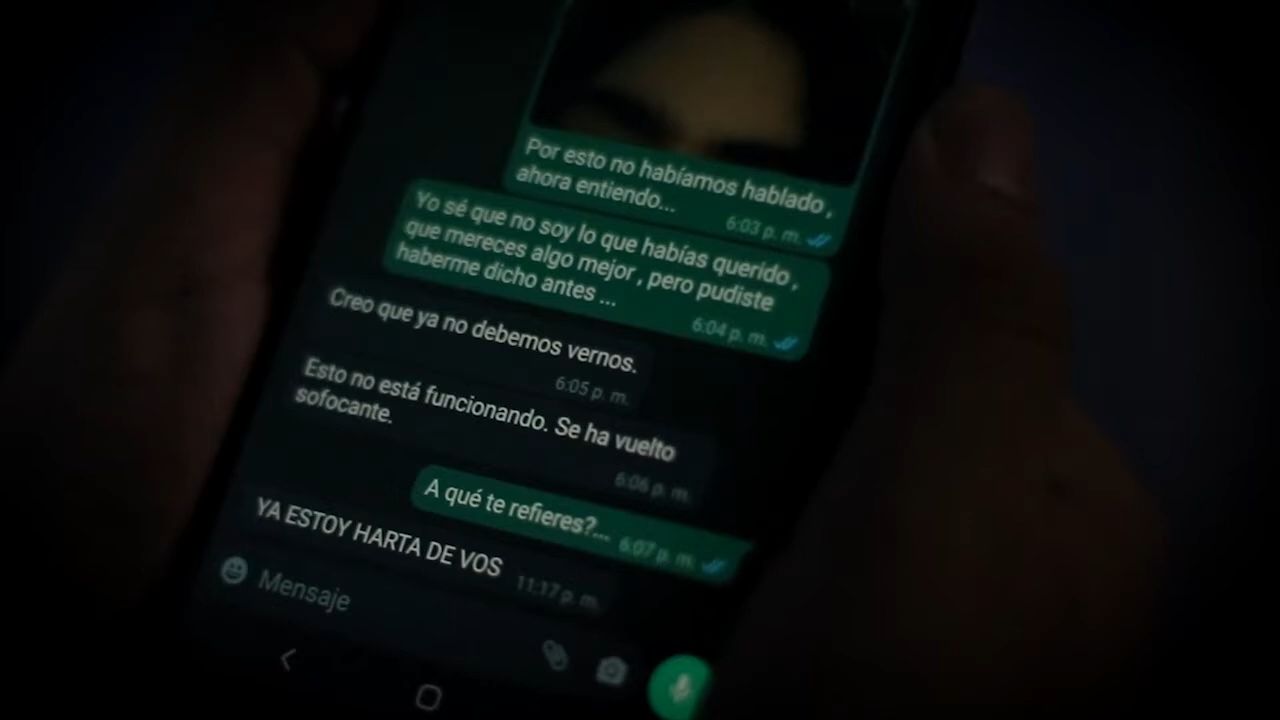 Por esto no habíamos hablado ,
ahora entiendo...
6:03 p. m.
Yo sé que no soy lo que habías querido ,
que mereces algo mejor , pero pudiste
haberme dicho antes ...
6:04 p. m.
Creo que ya no debemos vernos.
6:05 p. m.
Esto no está funcionando. Se ha vuelto
sofocante.
6:06 p. m.
A qué te refieres?... 6:07 p. m.
YA ESTOY HARTA DE VOS 11:17 p. m.
Mensaje